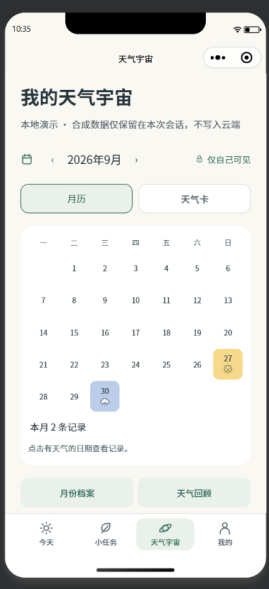 10:35
天气宇宙
我的天气宇宙
本地演示 · 合成数据仅保留在本次会话，不写入云端
‹ 2026年9月 › 仅自己可见
月历 天气卡
一 二 三 四 五 六 日
1 2 3 4 5 6
7 8 9 10 11 12 13
14 15 16 17 18 19 20
21 22 23 24 25 26 27
28 29 30
本月 2 条记录
点击有天气的日期查看记录。
月份档案 天气回顾
今天 小任务 天气宇宙 我的